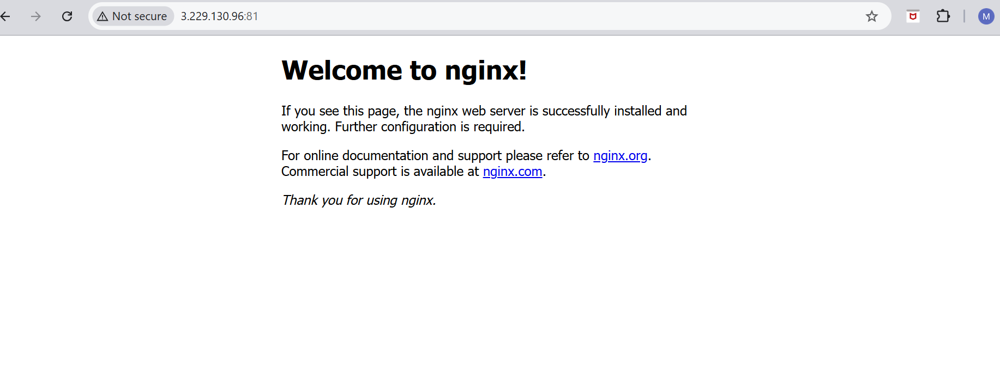 Not secure
3.229.130.96:81
M
Welcome to nginx!
If you see this page, the nginx web server is successfully installed and
working. Further configuration is required.
For online documentation and support please refer to nginx.org.
Commercial support is available at nginx.com.
Thank you for using nginx.